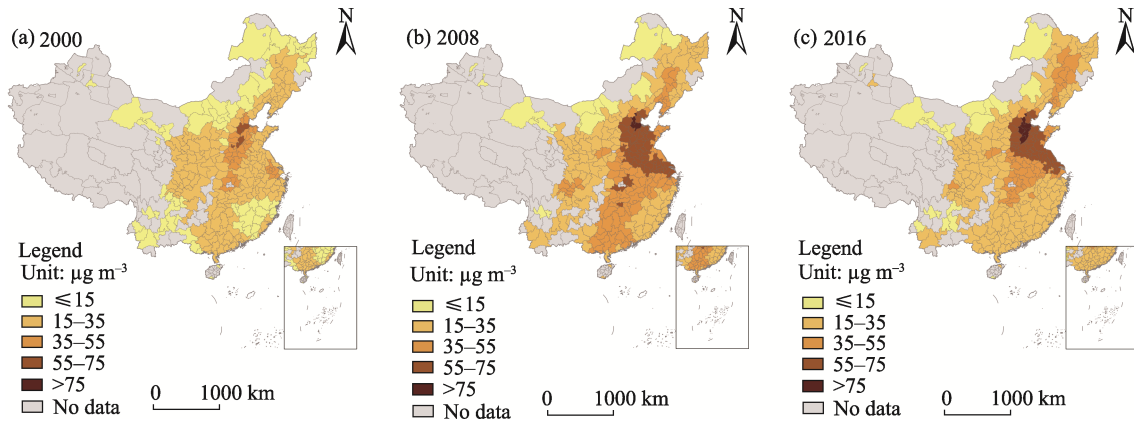 (a) 2000
N
Legend
Unit: µg m⁻³
⩽15
15–35
35–55
55–75
>75
No data
0 1000 km
(b) 2008
N
Legend
Unit: µg m⁻³
⩽15
15–35
35–55
55–75
>75
No data
0 1000 km
(c) 2016
N
Legend
Unit: µg m⁻³
⩽15
15–35
35–55
55–75
>75
No data
0 1000 km